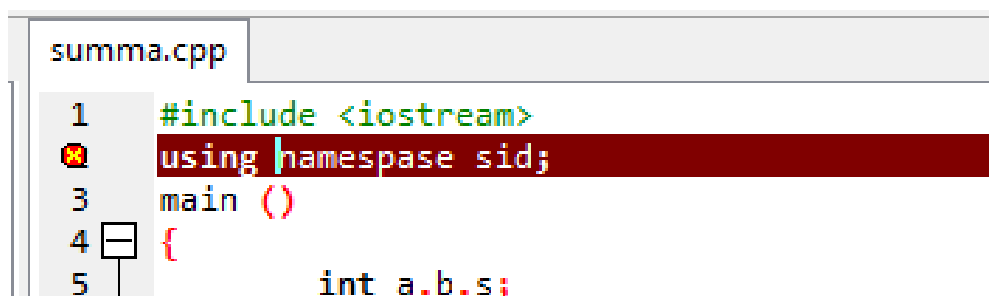 summa.cpp
1 #include <iostream>
using namespase sid;
3 main ()
4 {
5 int a.b.s;